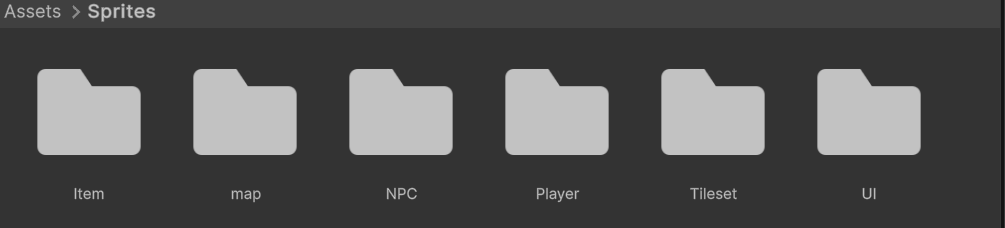 Assets > Sprites
Item map NPC Player Tileset UI